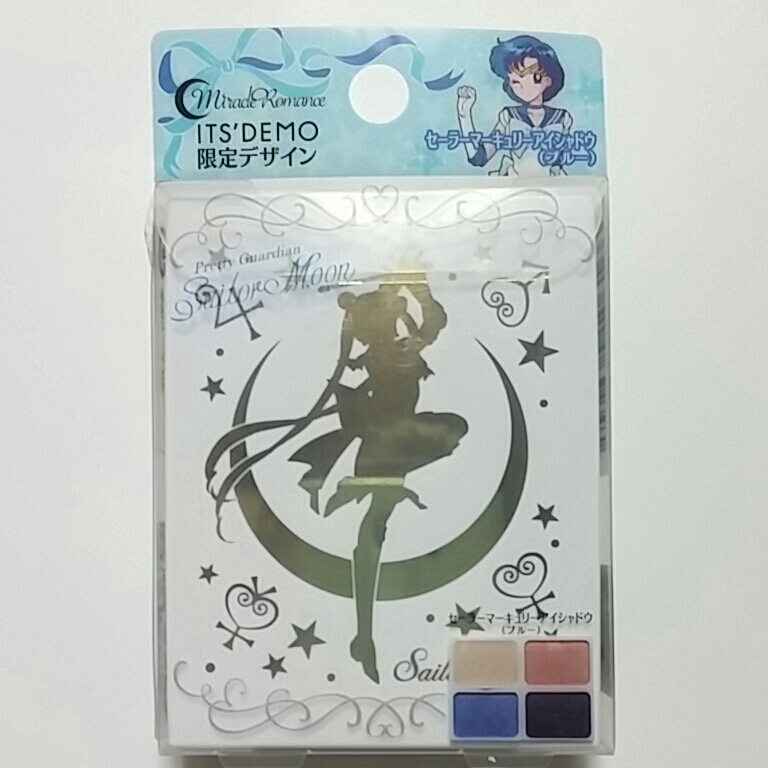 Miracle Romance
ITS'DEMO
限定デザイン
セーラーマーキュリーアイシャドウ
(ブルー)
Pretty Guardian
Sailor Moon
セーラーマーキュリーアイシャドウ
(ブルー)